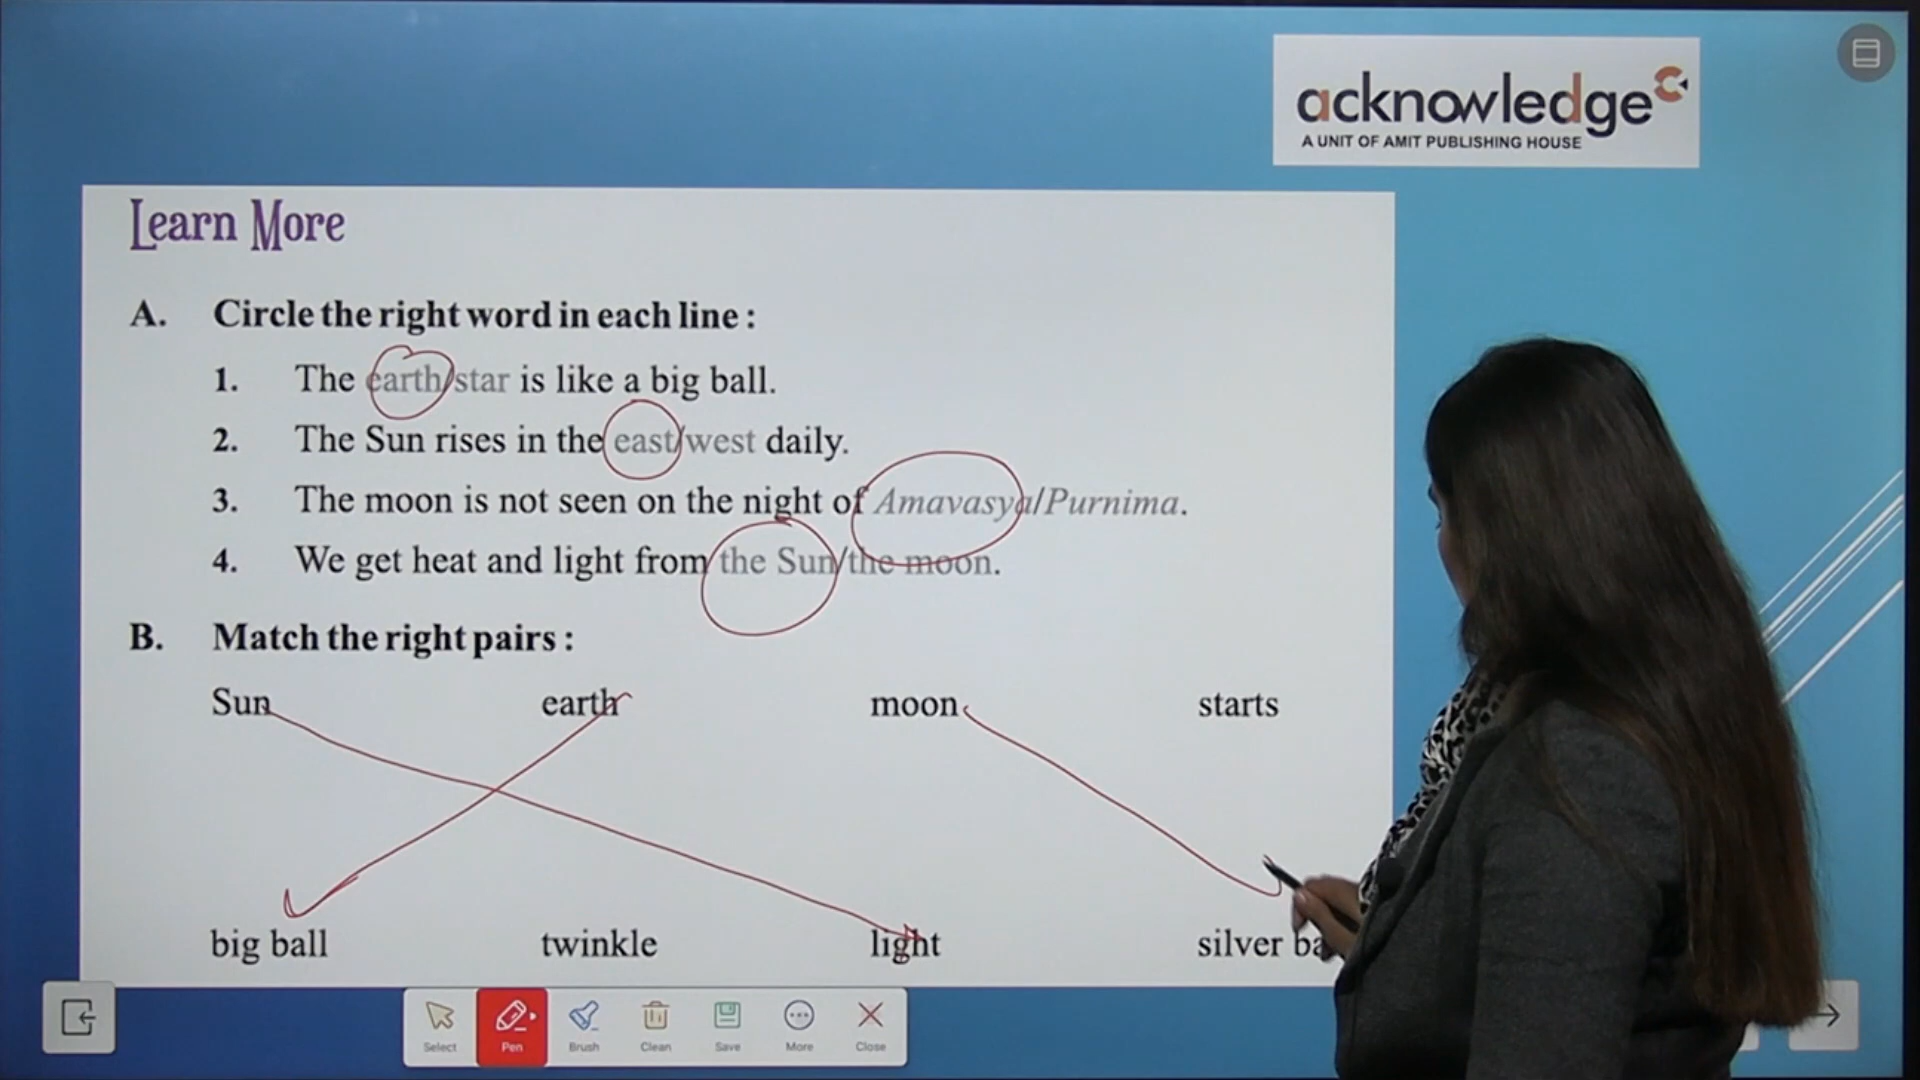 acknowledge
A UNIT OF AMIT PUBLISHING HOUSE
Learn More
A. Circle the right word in each line :
1. The earth/star is like a big ball.
2. The Sun rises in the east/west daily.
3. The moon is not seen on the night of Amavasya/Purnima.
4. We get heat and light from the Sun/the moon.
B. Match the right pairs :
Sun earth moon starts
big ball twinkle light silver
Select Pen Brush Clean Save More Close